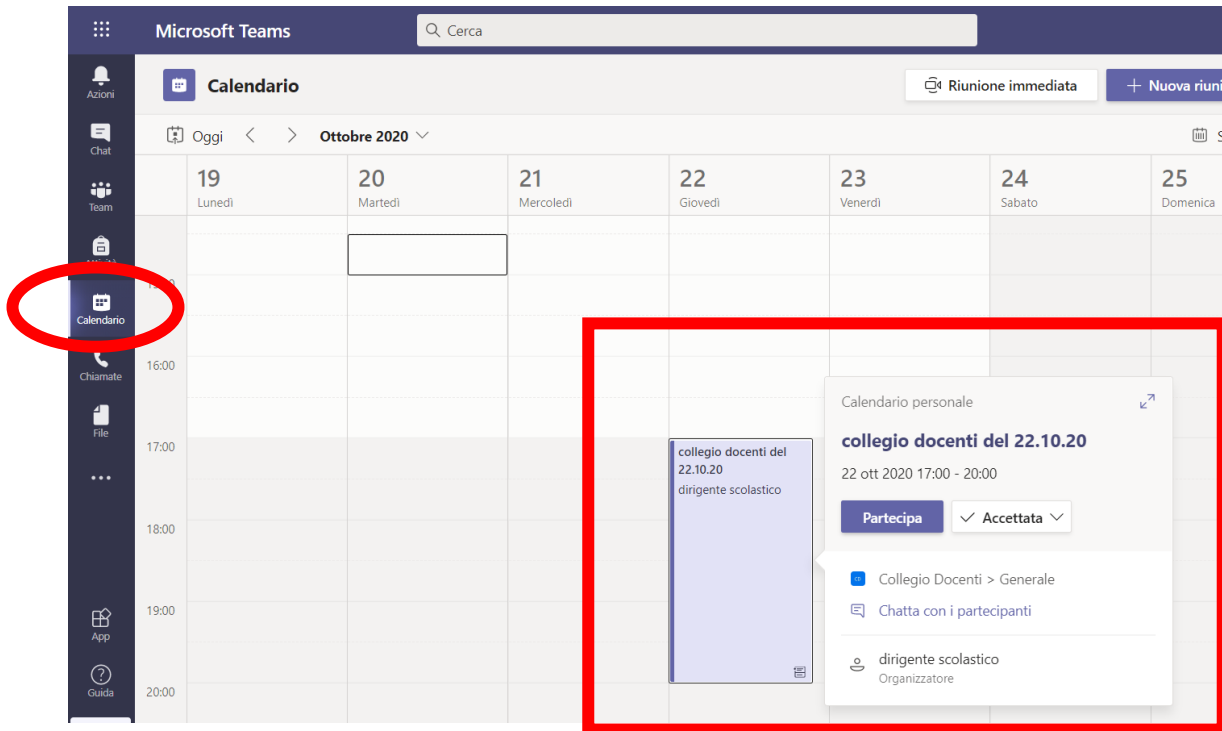 Microsoft Teams
Cerca
Azioni
Chat
Team
Calendario
Chiamate
File
App
Guida
Calendario
Riunione immediata
Oggi
Ottobre 2020
19
Lunedì
20
Martedì
21
Mercoledì
22
Giovedì
23
Venerdì
24
Sabato
25
Domenica
16:00
17:00
18:00
19:00
20:00
collegio docenti del
22.10.20
dirigente scolastico
Calendario personale
collegio docenti del 22.10.20
22 ott 2020 17:00 - 20:00
Partecipa
Accettata
Collegio Docenti > Generale
Chatta con i partecipanti
dirigente scolastico
Organizzatore